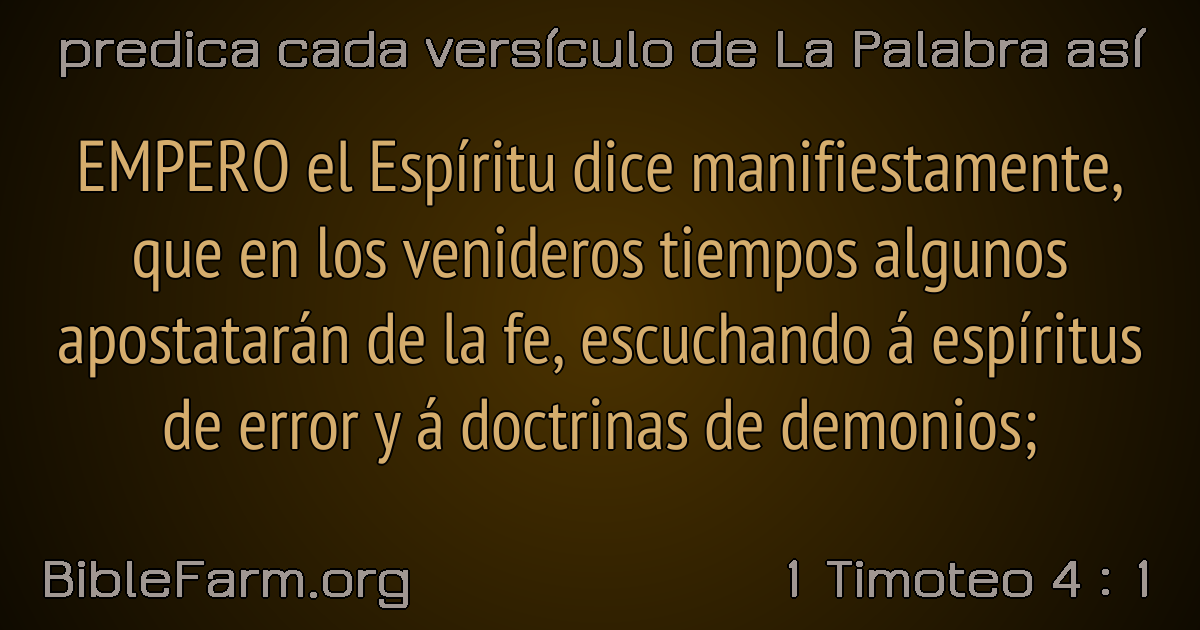 predica cada versículo de La Palabra así
EMPERO el Espíritu dice manifiestamente,
que en los venideros tiempos algunos
apostatarán de la fe, escuchando á espíritus
de error y á doctrinas de demonios;
BibleFarm.org
1 Timoteo 4 : 1